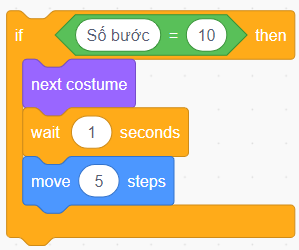 if Số bước = 10 then
next costume
wait 1 seconds
move 5 steps